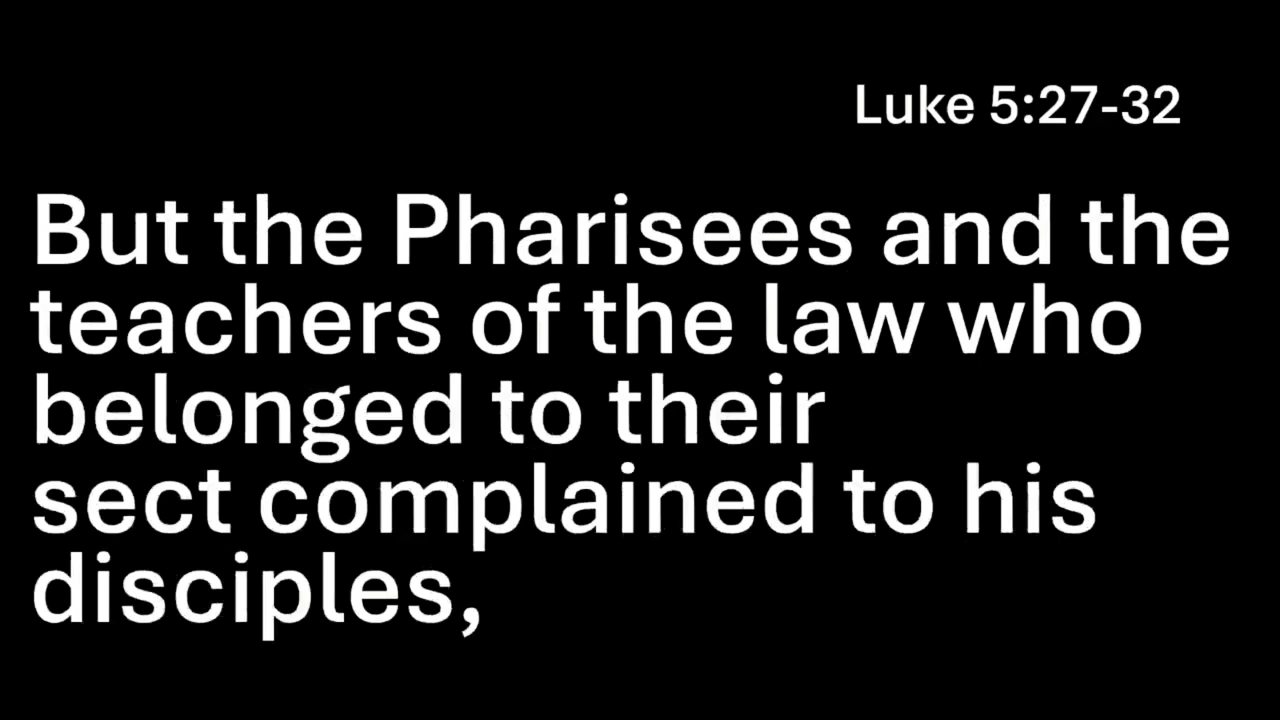 Luke 5:27-32
But the Pharisees and the
teachers of the law who
belonged to their
sect complained to his
disciples,